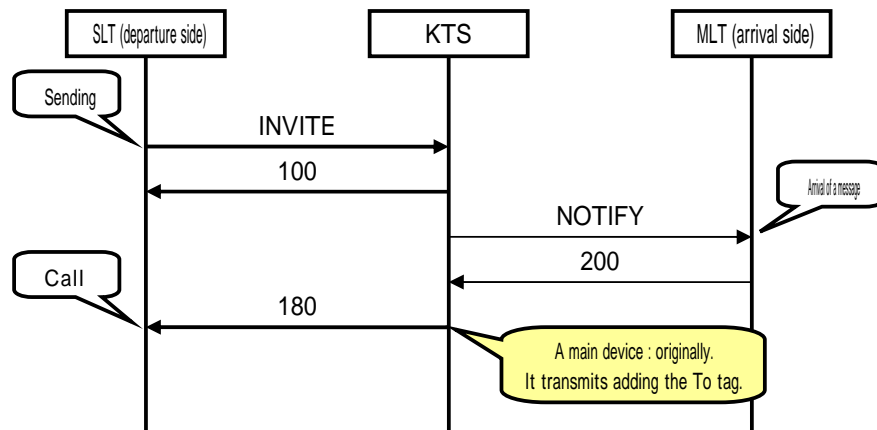 SLT (departure side)
KTS
MLT (arrival side)
Sending
INVITE
100
Arrival of a message
NOTIFY
200
Call
180
A main device : originally.
It transmits adding the To tag.